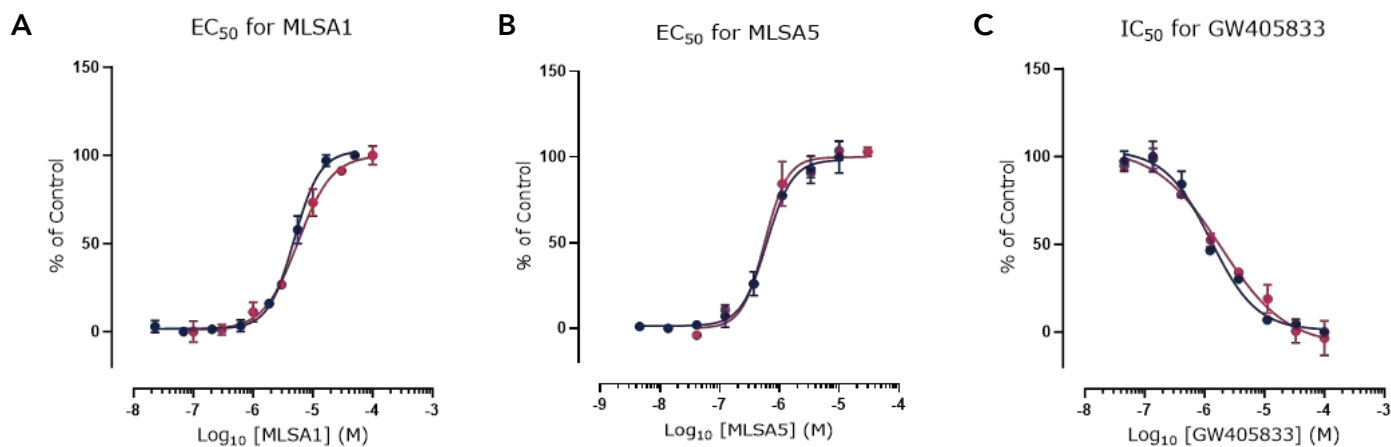 A
EC50 for MLSA1
150
100
50
0
% of Control
-8 -7 -6 -5 -4 -3
Log10 [MLSA1] (M)
B
EC50 for MLSA5
150
100
50
0
% of Control
-9 -8 -7 -6 -5 -4
Log10 [MLSA5] (M)
C
IC50 for GW405833
150
100
50
0
% of Control
-8 -7 -6 -5 -4 -3
Log10 [GW405833] (M)